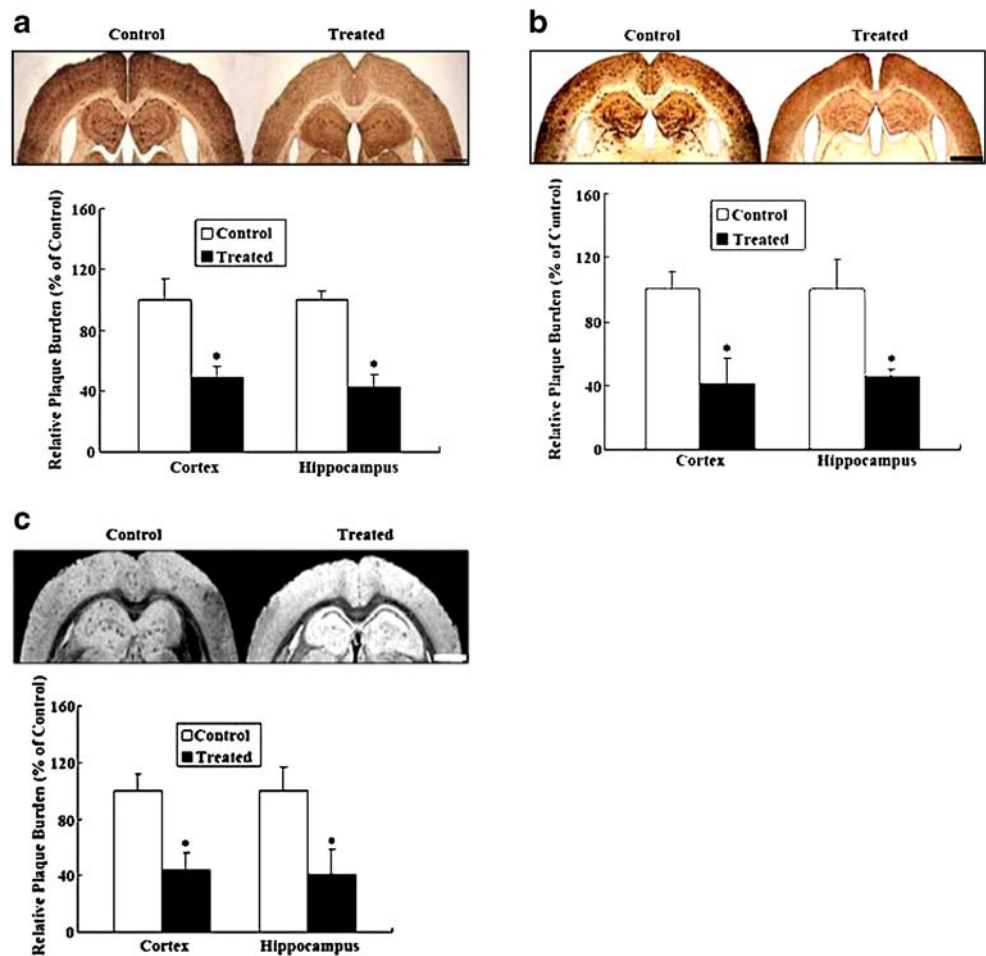 a
Control Treated
Relative Plaque Burden (% of Control)
160
120
80
40
0
Control
Treated
*
*
Cortex Hippocampus
b
Control Treated
Relative Plaque Burden (% of Control)
160
120
80
40
0
Control
Treated
*
*
Cortex Hippocampus
c
Control Treated
Relative Plaque Burden (% of Control)
160
120
80
40
0
Control
Treated
*
*
Cortex Hippocampus